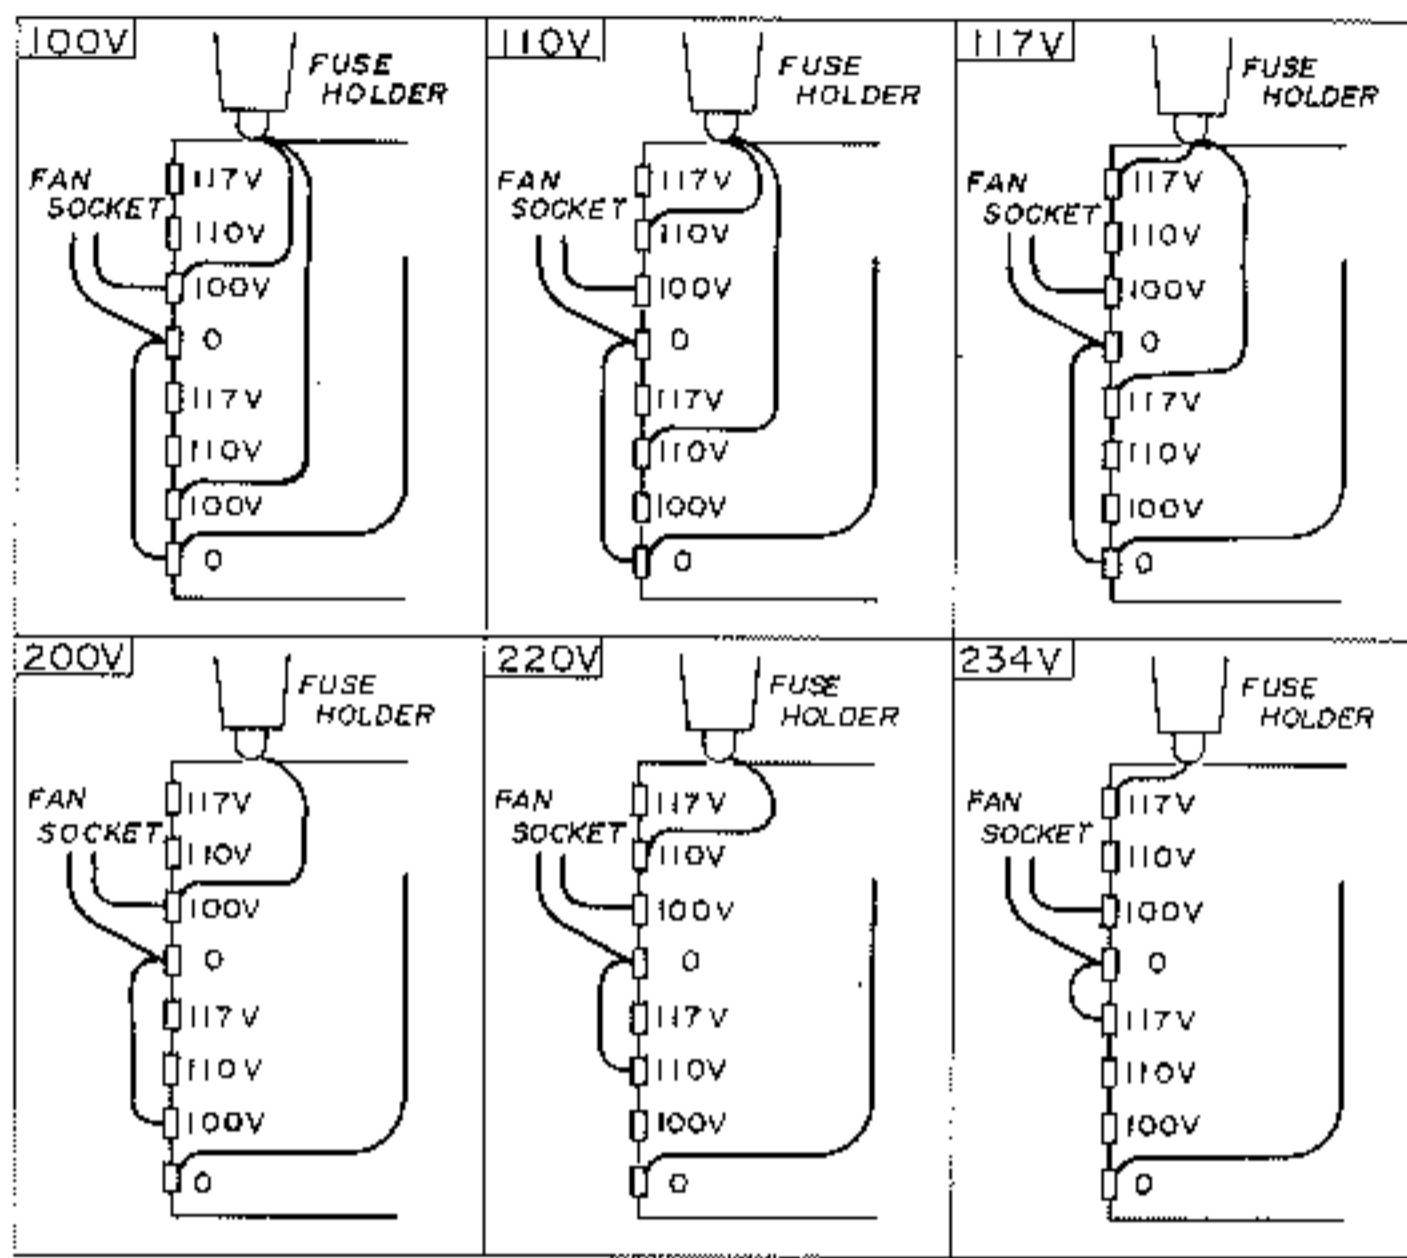 100V
FUSE
HOLDER
FAN
SOCKET
117V
110V
100V
0
117V
110V
100V
0
110V
FUSE
HOLDER
FAN
SOCKET
117V
110V
100V
0
117V
110V
100V
0
117V
FUSE
HOLDER
FAN
SOCKET
117V
110V
100V
0
117V
110V
100V
0
200V
FUSE
HOLDER
FAN
SOCKET
117V
110V
100V
0
117V
110V
100V
0
220V
FUSE
HOLDER
FAN
SOCKET
117V
110V
100V
0
117V
110V
100V
0
234V
FUSE
HOLDER
FAN
SOCKET
117V
110V
100V
0
117V
110V
100V
0